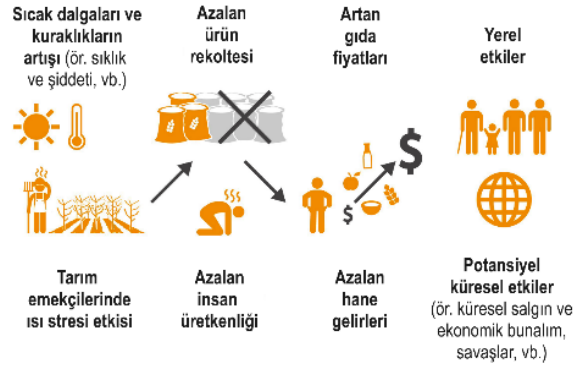 Sıcak dalgaları ve
kuraklıkların
artışı (ör. sıklık
ve şiddeti, vb.)
Azalan
ürün
rekoltesi
Artan
gıda
fiyatları
Yerel
etkiler
$
$
Tarım
emekçilerinde
ısı stresi etkisi
Azalan
insan
üretkenliği
Azalan
hane
gelirleri
Potansiyel
küresel etkiler
(ör. küresel salgın ve
ekonomik bunalım,
savaşlar, vb.)